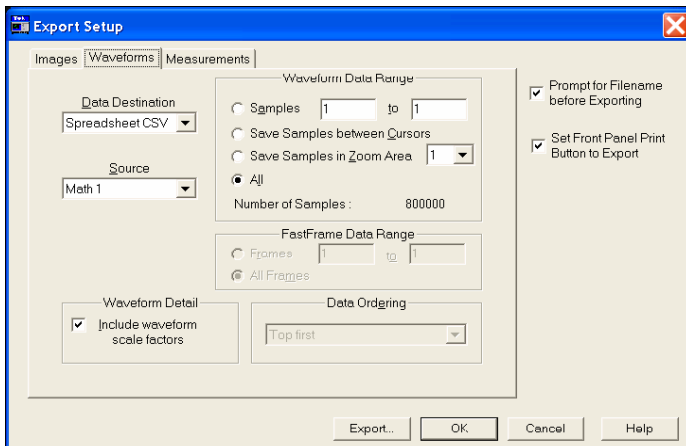 Tek
Export Setup
Images Waveforms Measurements
Data Destination
Spreadsheet CSV
Source
Math 1
Waveform Data Range
Samples 1 to 1
Save Samples between Cursors
Save Samples in Zoom Area 1
All
Number of Samples : 800000
FastFrame Data Range
Frames 1 to 1
All Frames
Waveform Detail
Include waveform
scale factors
Data Ordering
Top first
Prompt for Filename
before Exporting
Set Front Panel Print
Button to Export
Export... OK Cancel Help